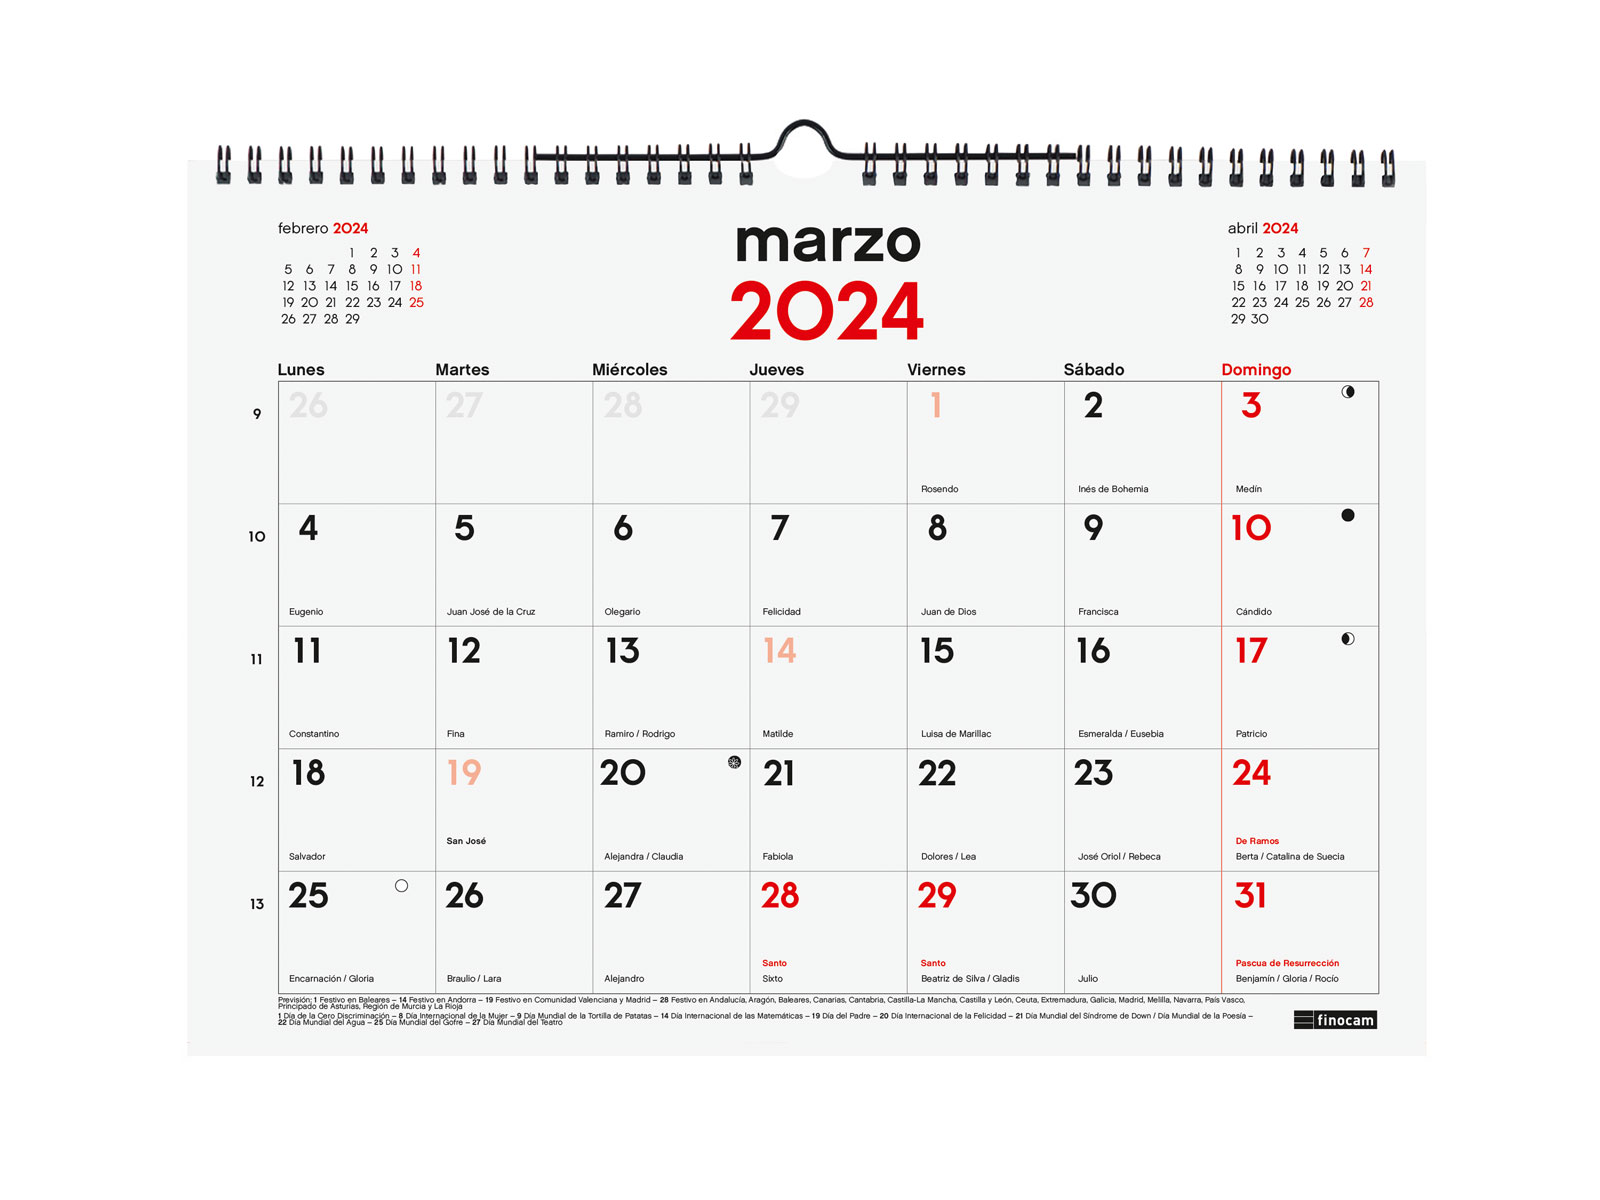 febrero 2024
1 2 3 4
5 6 7 8 9 10 11
12 13 14 15 16 17 18
19 20 21 22 23 24 25
26 27 28 29
marzo
2024
abril 2024
1 2 3 4 5 6 7
8 9 10 11 12 13 14
15 16 17 18 19 20 21
22 23 24 25 26 27 28
29 30
Lunes Martes Miércoles Jueves Viernes Sábado Domingo
9 26 27 28 29 1 2 3
Rosendo Inés de Bohemia Medín
10 4 5 6 7 8 9 10
Eugenio Juan José de la Cruz Olegario Felicidad Juan de Dios Francisca Cándido
11 11 12 13 14 15 16 17
Constantino Fina Ramiro / Rodrigo Matilde Luisa de Marillac Esmeralda / Eusebia Patricio
12 18 19 20 21 22 23 24
San José De Ramos
Salvador Alejandra / Claudia Fabiola Dolores / Lea José Oriol / Rebeca Berta / Catalina de Suecia
13 25 26 27 28 29 30 31
Santo Santo Pascua de Resurrección
Encarnación / Gloria Braulio / Lara Alejandro Sixto Beatriz de Silva / Gladis Julio Benjamín / Gloria / Rocío
Previsión: 1 Festivo en Baleares – 14 Festivo en Andorra – 19 Festivo en Comunidad Valenciana y Madrid – 28 Festivo en Andalucía, Aragón, Baleares, Canarias, Cantabria, Castilla-La Mancha, Castilla y León, Ceuta, Extremadura, Galicia, Madrid, Melilla, Navarra, País Vasco,
Principado de Asturias, Región de Murcia y La Rioja
1 Día de la Cero Discriminación – 8 Día Internacional de la Mujer – 9 Día Mundial de la Tortilla de Patatas – 14 Día Internacional de las Matemáticas – 19 Día del Padre – 20 Día Internacional de la Felicidad – 21 Día Mundial del Síndrome de Down / Día Mundial de la Poesía –
22 Día Mundial del Agua – 25 Día Mundial del Gofre – 27 Día Mundial del Teatro
finocam